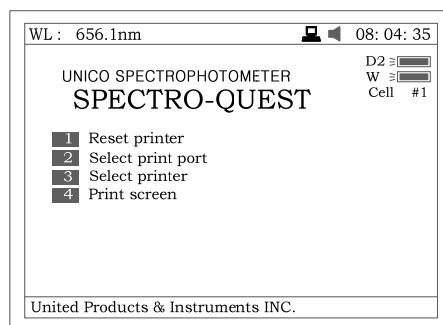 WL : 656.1nm 08: 04: 35
D2
W
Cell #1
UNICO SPECTROPHOTOMETER
SPECTRO-QUEST
1 Reset printer
2 Select print port
3 Select printer
4 Print screen
United Products & Instruments INC.